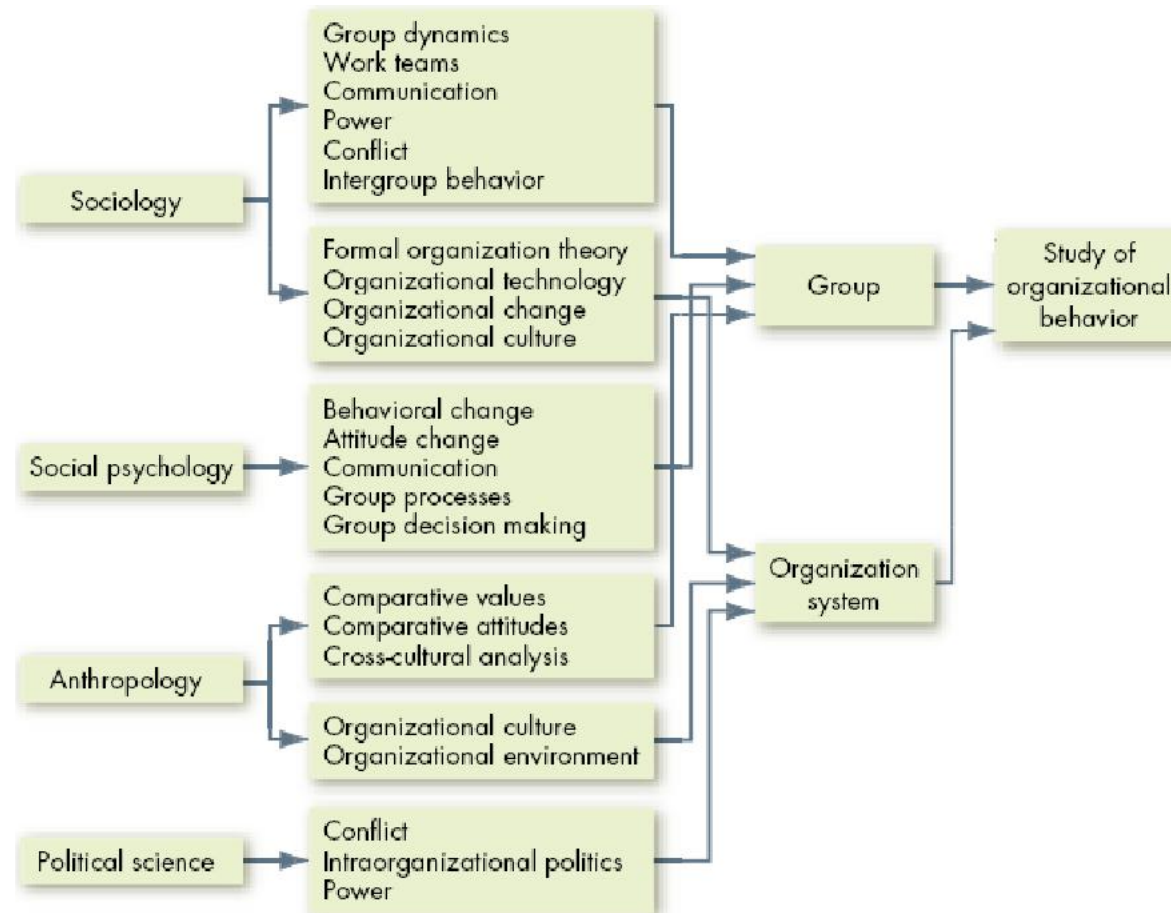 Sociology
Group dynamics
Work teams
Communication
Power
Conflict
Intergroup behavior
Formal organization theory
Organizational technology
Organizational change
Organizational culture
Social psychology
Behavioral change
Attitude change
Communication
Group processes
Group decision making
Anthropology
Comparative values
Comparative attitudes
Cross-cultural analysis
Organizational culture
Organizational environment
Political science
Conflict
Intraorganizational politics
Power
Group
Organization
system
Study of
organizational
behavior